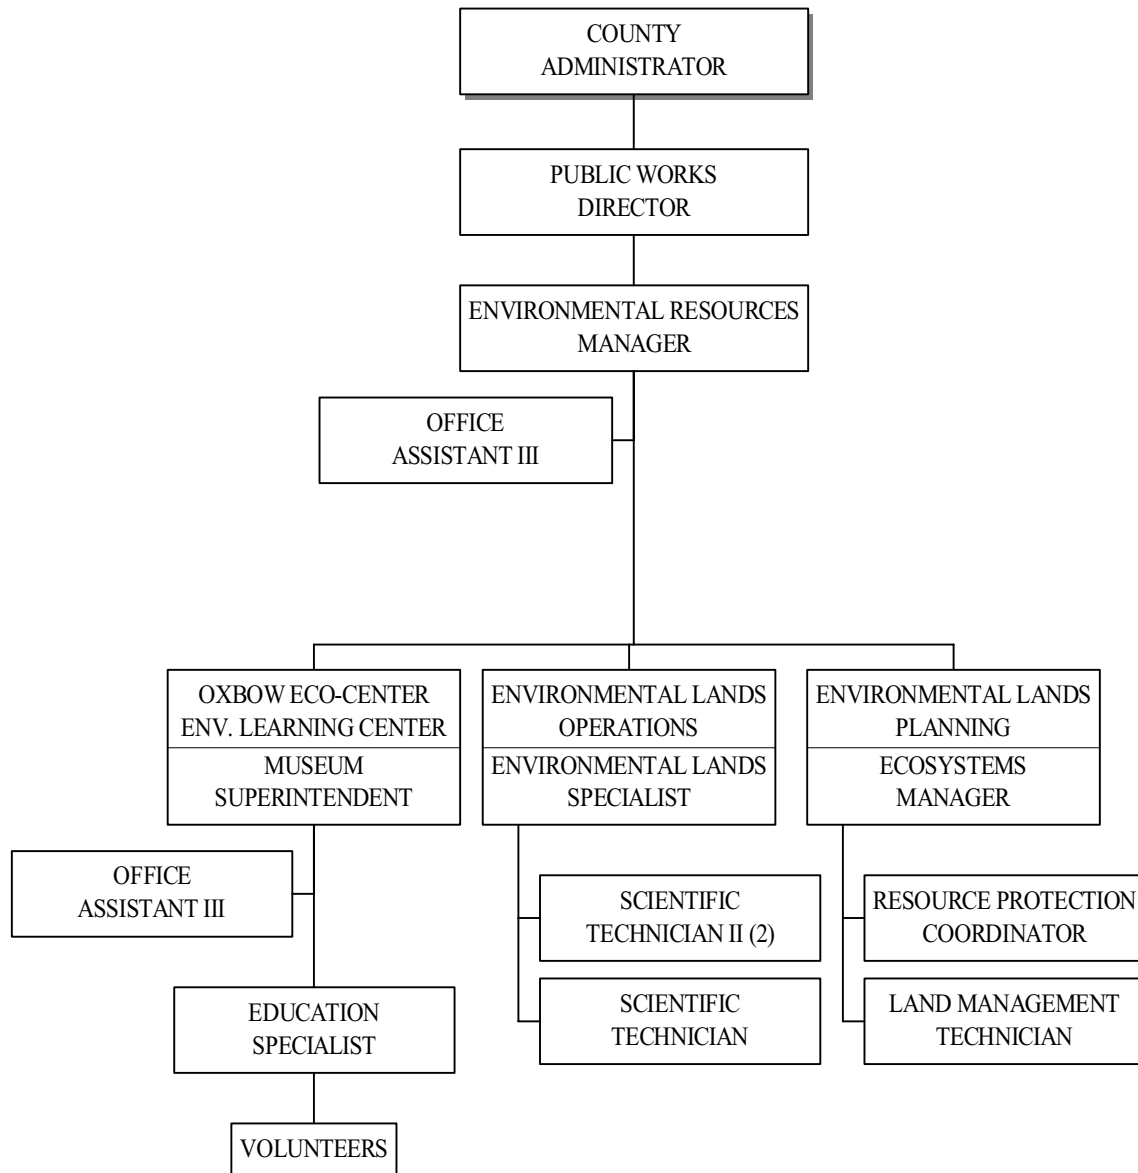 COUNTY
ADMINISTRATOR
PUBLIC WORKS
DIRECTOR
ENVIRONMENTAL RESOURCES
MANAGER
OFFICE
ASSISTANT III
OXBOW ECO-CENTER
ENV. LEARNING CENTER
MUSEUM
SUPERINTENDENT
ENVIRONMENTAL LANDS
OPERATIONS
ENVIRONMENTAL LANDS
SPECIALIST
ENVIRONMENTAL LANDS
PLANNING
ECOSYSTEMS
MANAGER
OFFICE
ASSISTANT III
SCIENTIFIC
TECHNICIAN II (2)
RESOURCE PROTECTION
COORDINATOR
EDUCATION
SPECIALIST
SCIENTIFIC
TECHNICIAN
LAND MANAGEMENT
TECHNICIAN
VOLUNTEERS